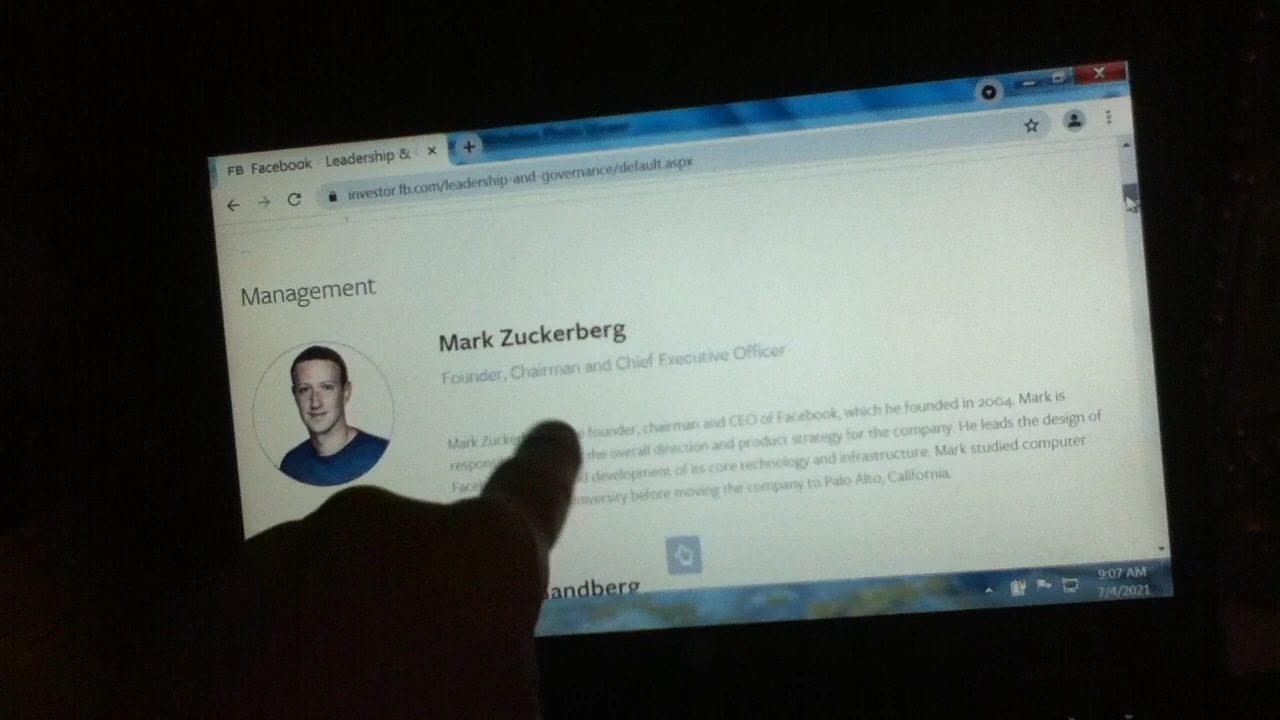 FB Facebook - Leadership &
investor.fb.com/leadership-and-governance/default.aspx
Management
Mark Zuckerberg
Founder, Chairman and Chief Executive Officer
Mark founder, chairman and CEO of Facebook, which he founded in 2004. Mark is
the overall direction and product strategy for the company. He leads the design of
development of its core technology and infrastructure. Mark studied computer
before moving the company to Palo Alto, California.
andberg
9:07 AM
7/4/2021